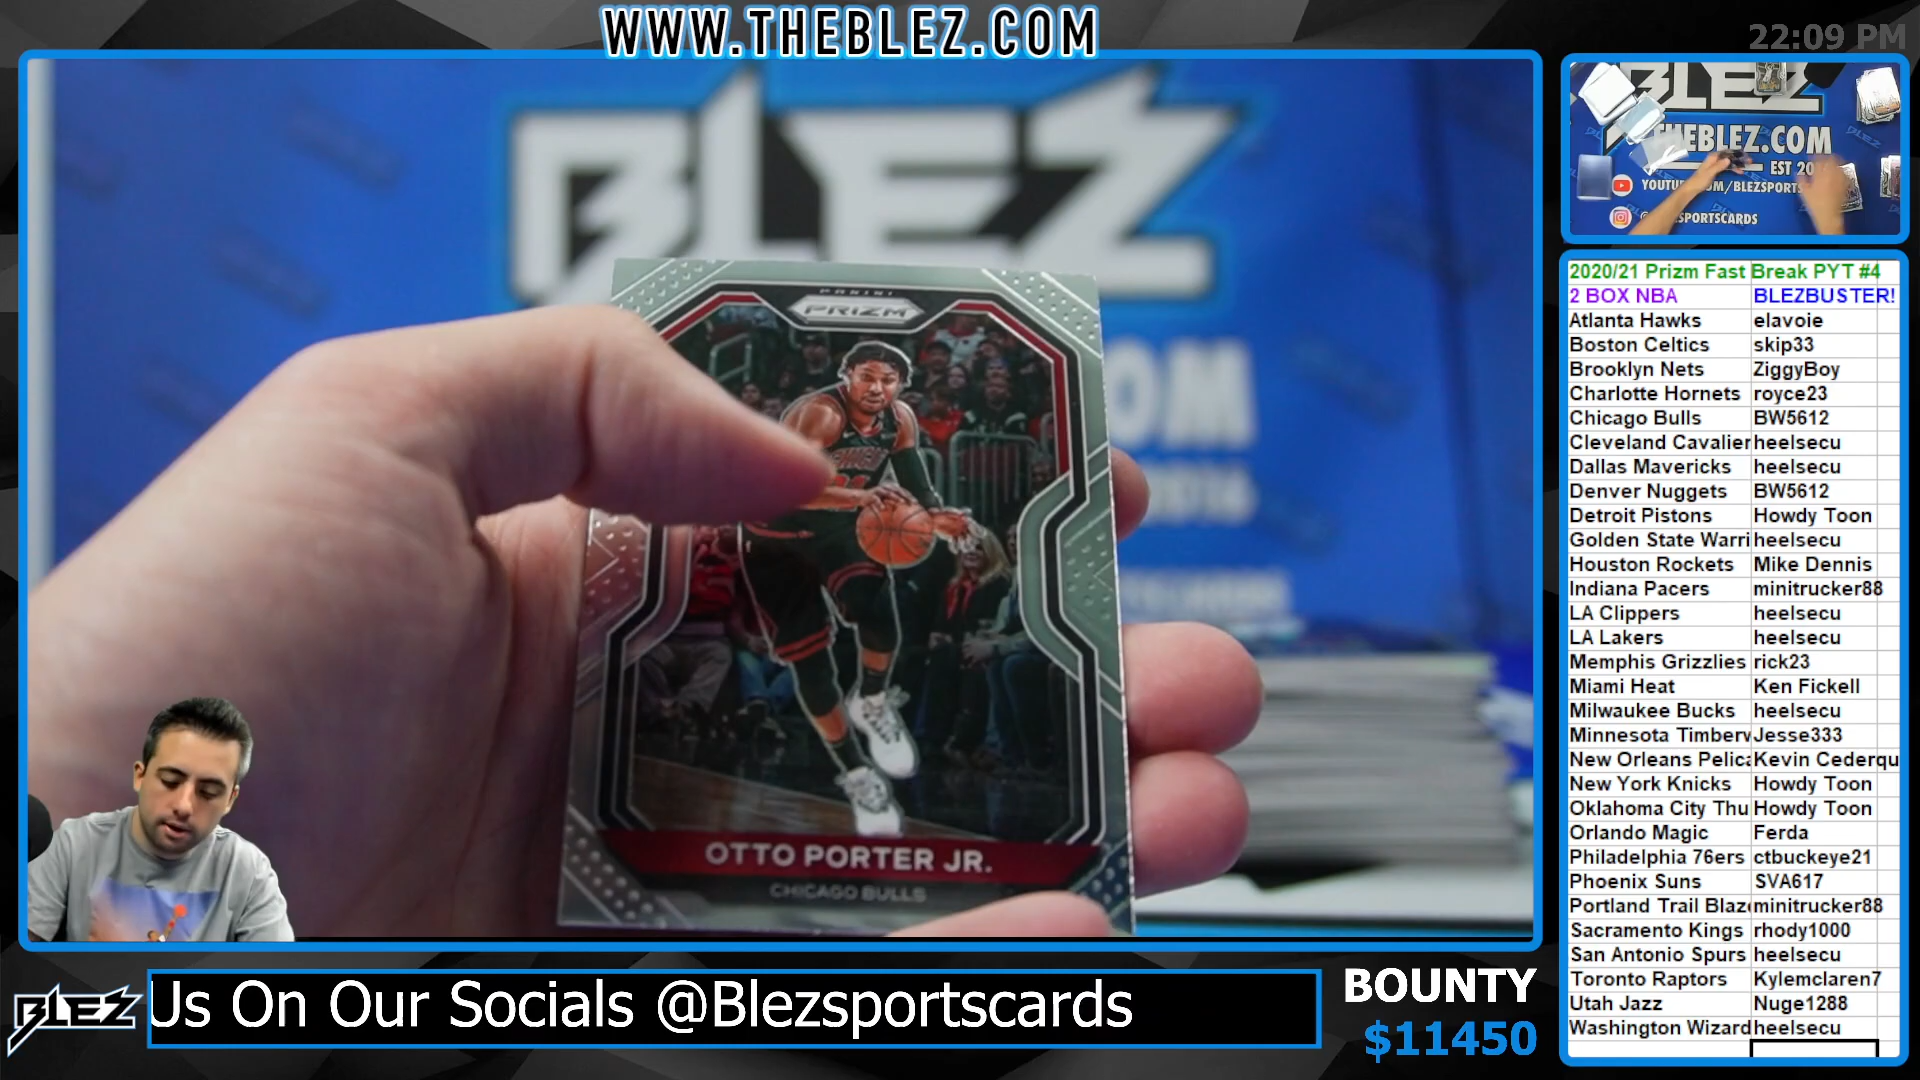 WWW.THEBLEZ.COM
22:09 PM
BLEZ
PANINI
PRIZM
OTTO PORTER JR.
CHICAGO BULLS
BLEZ
THEBLEZ.COM
2020/21 Prizm Fast Break PYT #4
2 BOX NBA BLEZBUSTER!
Atlanta Hawks elavoie
Boston Celtics skip33
Brooklyn Nets ZiggyBoy
Charlotte Hornets royce23
Chicago Bulls BW5612
Cleveland Cavalier heelsecu
Dallas Mavericks heelsecu
Denver Nuggets BW5612
Detroit Pistons Howdy Toon
Golden State Warri heelsecu
Houston Rockets Mike Dennis
Indiana Pacers minitrucker88
LA Clippers heelsecu
LA Lakers heelsecu
Memphis Grizzlies rick23
Miami Heat Ken Fickell
Milwaukee Bucks heelsecu
Minnesota Timberv Jesse333
New Orleans Pelica Kevin Cederqu
New York Knicks Howdy Toon
Oklahoma City Thu Howdy Toon
Orlando Magic Ferda
Philadelphia 76ers ctbuckeye21
Phoenix Suns SVA617
Portland Trail Blaze minitrucker88
Sacramento Kings rhody1000
San Antonio Spurs heelsecu
Toronto Raptors Kylemclaren7
Utah Jazz Nuge1288
Washington Wizard heelsecu
BLEZ
Us On Our Socials @Blezsportscards
BOUNTY
$11450